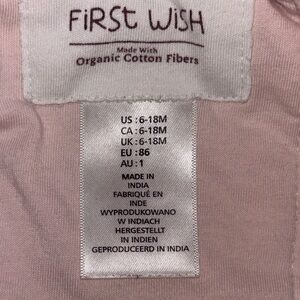 FiRST WiSH
Made With
Organic Cotton Fibers
US : 6-18M
CA : 6-18M
UK : 6-18M
EU : 86
AU : 1
MADE IN
INDIA
FABRIQUÉ EN
INDE
WYPRODUKOWANO
W INDIACH
HERGESTELLT
IN INDIEN
GEPRODUCEERD IN INDIA